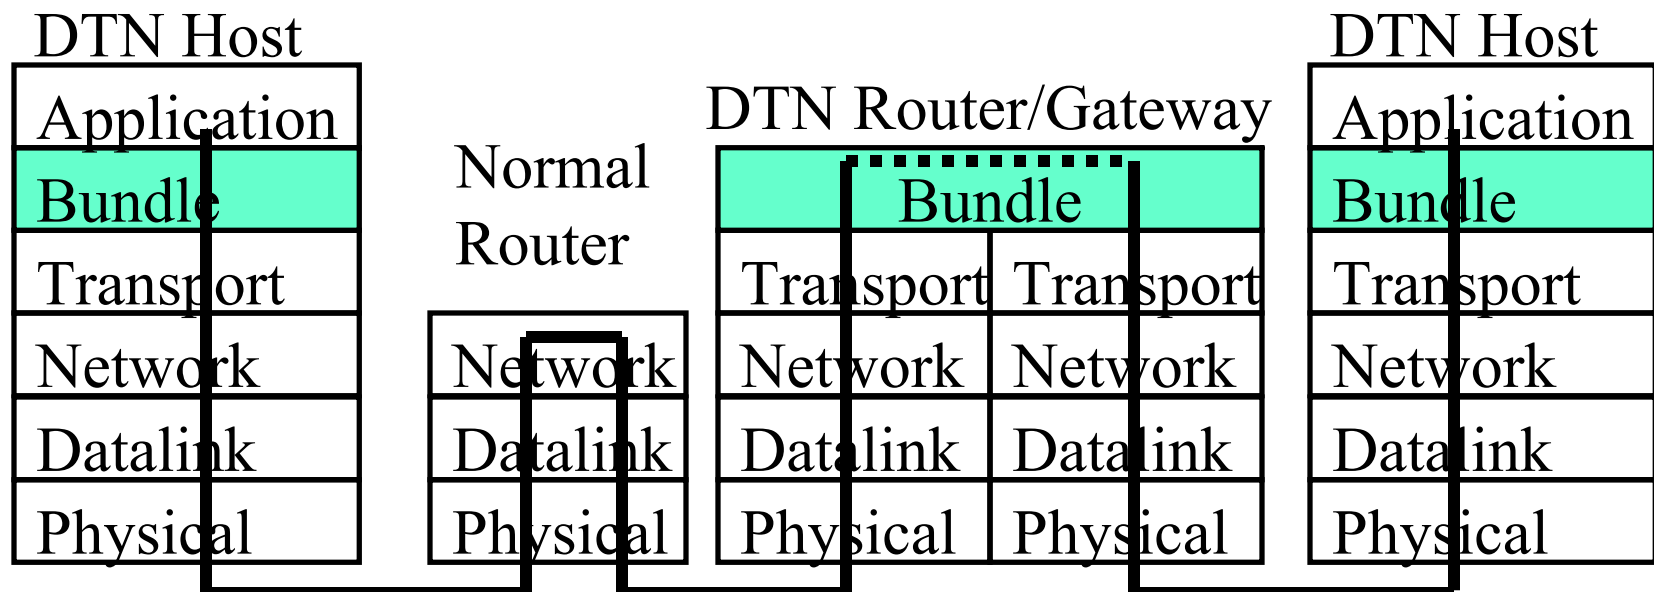 DTN Host
Application
Bundle
Transport
Network
Datalink
Physical
Normal
Router
Network
Datalink
Physical
DTN Router/Gateway
Bundle
Transport Transport
Network Network
Datalink Datalink
Physical Physical
DTN Host
Application
Bundle
Transport
Network
Datalink
Physical